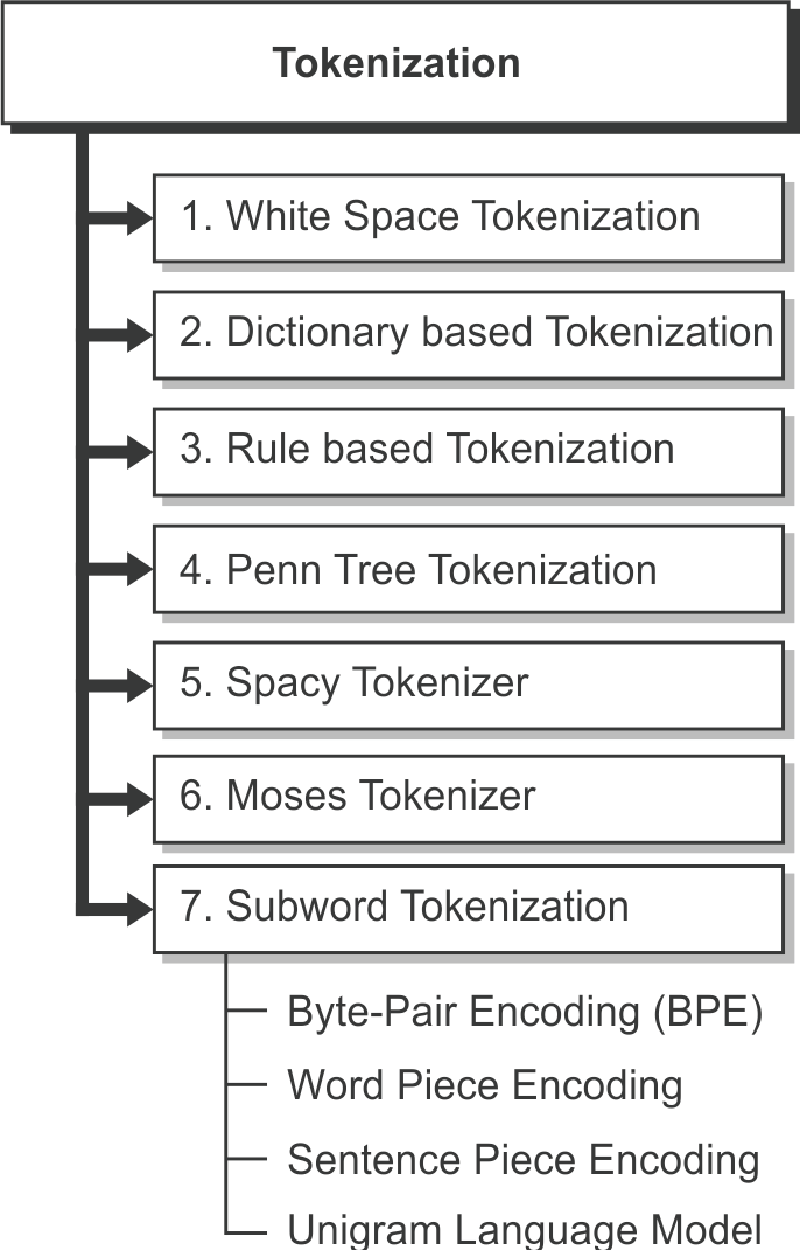 Tokenization
1. White Space Tokenization
2. Dictionary based Tokenization
3. Rule based Tokenization
4. Penn Tree Tokenization
5. Spacy Tokenizer
6. Moses Tokenizer
7. Subword Tokenization
Byte-Pair Encoding (BPE)
Word Piece Encoding
Sentence Piece Encoding
Unigram Language Model